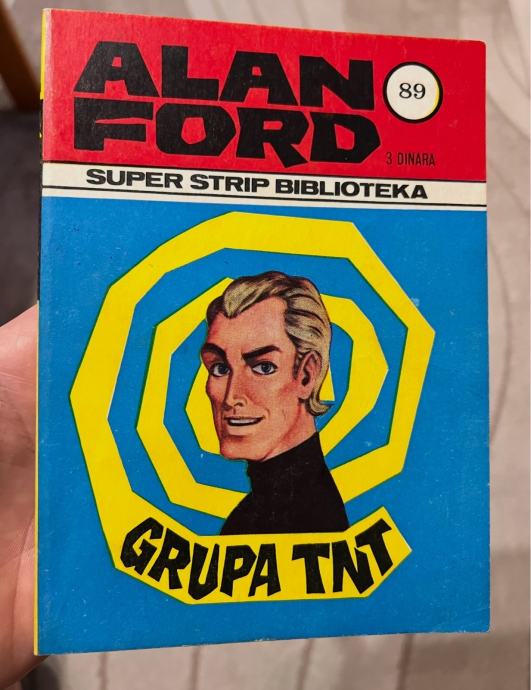 ALAN
FORD
89
3 DINARA
SUPER STRIP BIBLIOTEKA
GRUPA TNT